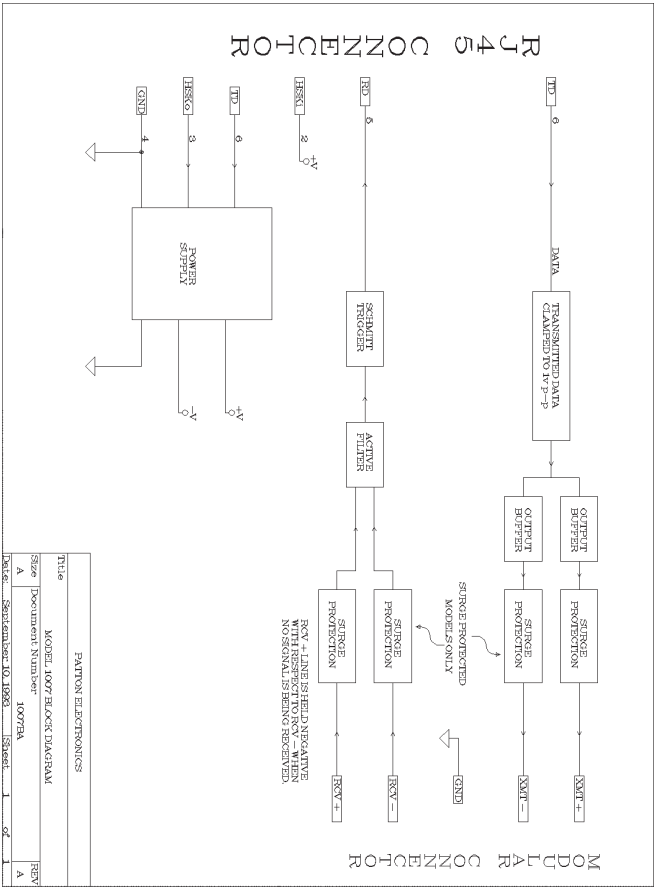 RJ45 CONNECTOR
TD
6
DATA
TRANSMITTED DATA
CLAMPED TO 1v p-p
OUTPUT
BUFFER
SURGE
PROTECTION
XMT +
OUTPUT
BUFFER
SURGE
PROTECTION
XMT -
SURGE PROTECTED
MODELS ONLY
GND
RD
5
SCHMITT
TRIGGER
ACTIVE
FILTER
SURGE
PROTECTION
RCV -
SURGE
PROTECTION
RCV +
RCV + LINE IS HELD NEGATIVE
WITH RESPECT TO RCV - WHEN
NO SIGNAL IS BEING RECEIVED.
MODULAR CONNECTOR
HSKi
2
+V
TD
6
HSKo
3
GND
4
POWER
SUPPLY
+V
-V
PATTON ELECTRONICS
Title
MODEL 1007 BLOCK DIAGRAM
Size Document Number REV
A 1007BA A
Date: September 10, 1993 Sheet 1 of 1